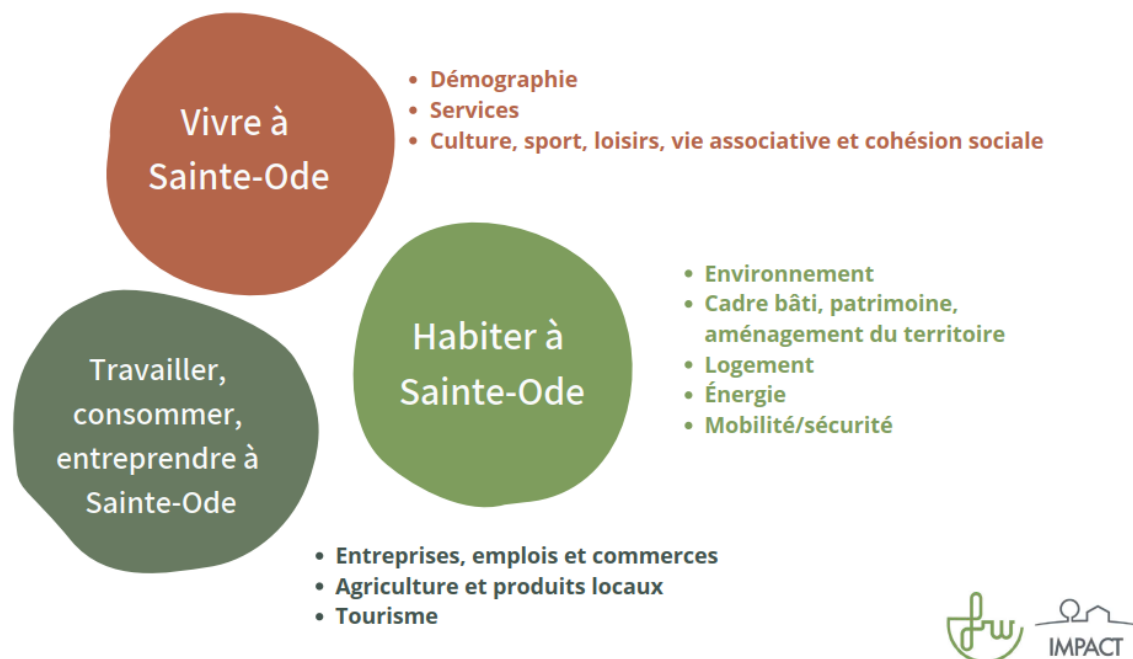 Vivre à
Sainte-Ode
• Démographie
• Services
• Culture, sport, loisirs, vie associative et cohésion sociale
Habiter à
Sainte-Ode
• Environnement
• Cadre bâti, patrimoine,
aménagement du territoire
• Logement
• Énergie
• Mobilité/sécurité
Travailler,
consommer,
entreprendre à
Sainte-Ode
• Entreprises, emplois et commerces
• Agriculture et produits locaux
• Tourisme
IMPACT